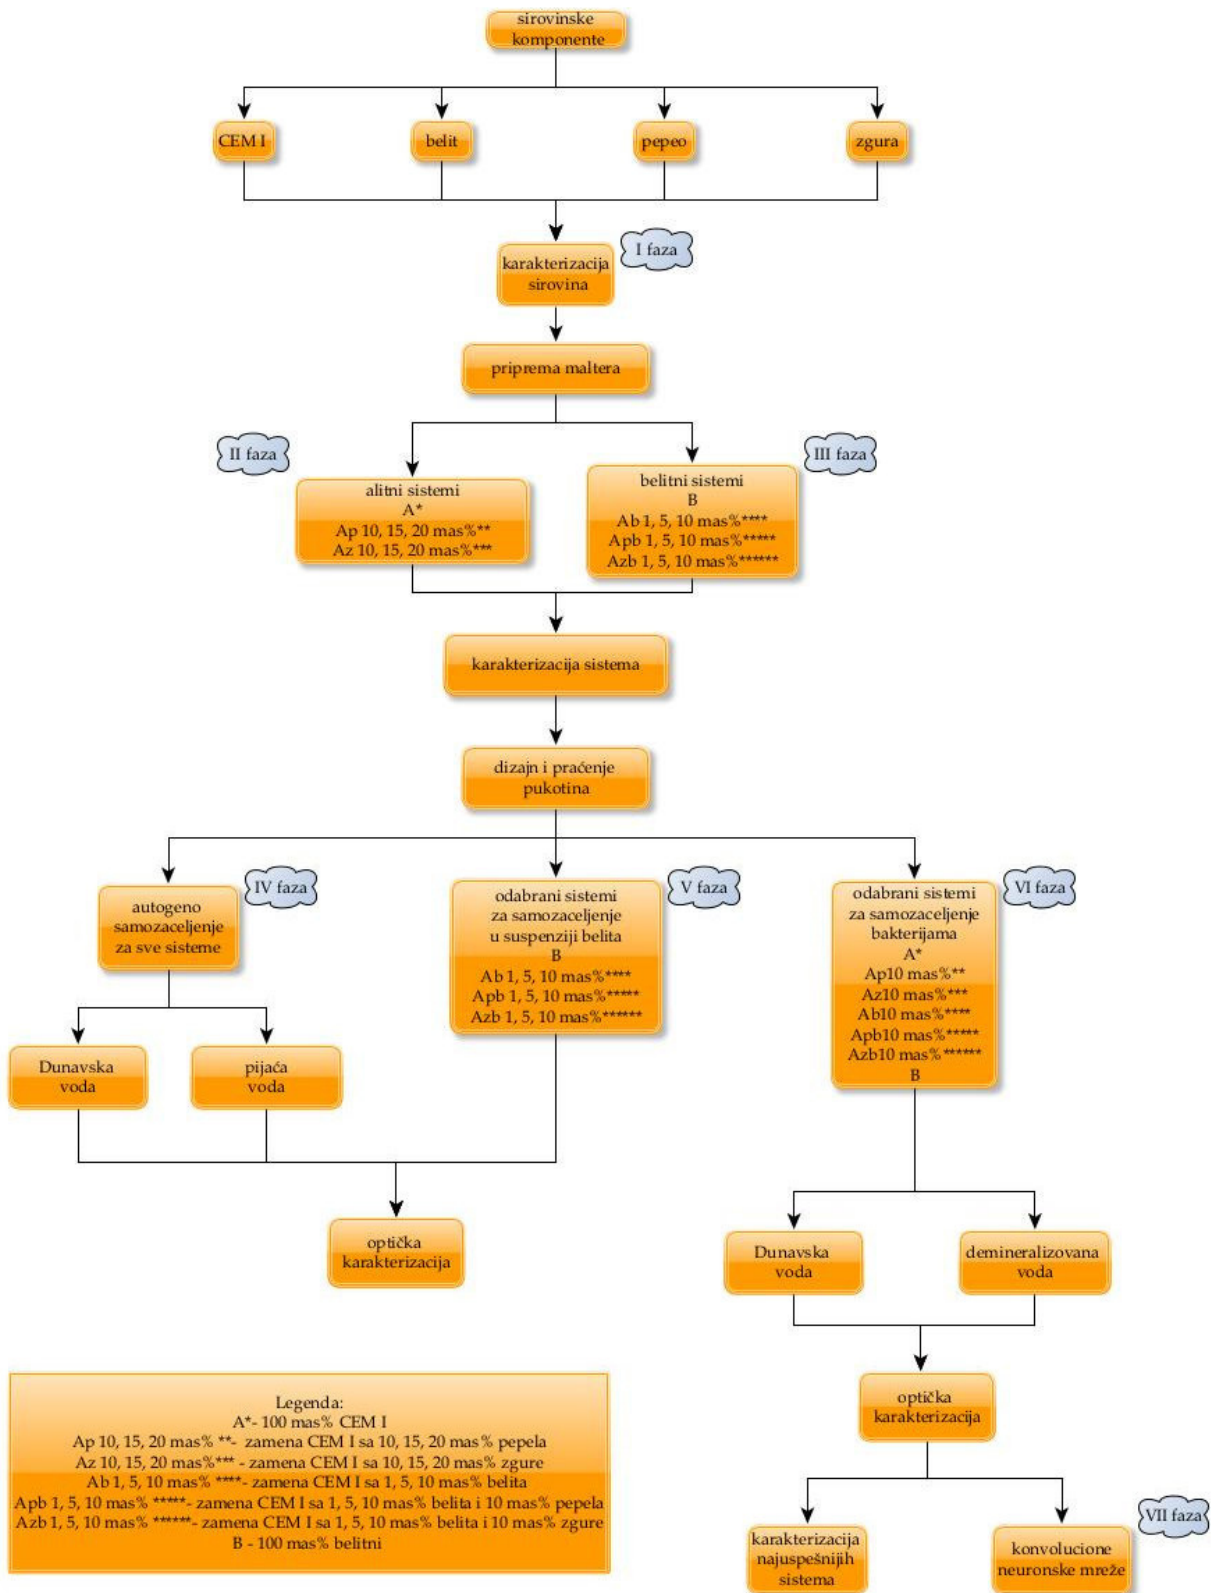 sirovinske
komponente
CEM I
belit
pepeo
zgura
I faza
karakterizacija
sirovina
priprema maltera
II faza
III faza
alitni sistemi
A*
Ap 10, 15, 20 mas%**
Az 10, 15, 20 mas%***
belitni sistemi
B
Ab 1, 5, 10 mas%****
Apb 1, 5, 10 mas%*****
Azb 1, 5, 10 mas%******
karakterizacija sistema
dizajn i praćenje
pukotina
IV faza
V faza
VI faza
autogeno
samozaceljenje
za sve sisteme
odabrani sistemi
za samozaceljenje
u suspenziji belita
B
Ab 1, 5, 10 mas%****
Apb 1, 5, 10 mas%*****
Azb 1, 5, 10 mas%******
odabrani sistemi
za samozaceljenje
bakterijama
A*
Ap10 mas%**
Az10 mas%***
Ab10 mas%****
Apb10 mas%*****
Azb10 mas%******
B
Dunavska
voda
pijaća
voda
optička
karakterizacija
Dunavska
voda
demineralizovana
voda
optička
karakterizacija
Legenda:
A*- 100 mas% CEM I
Ap 10, 15, 20 mas% **- zamena CEM I sa 10, 15, 20 mas% pepela
Az 10, 15, 20 mas%*** - zamena CEM I sa 10, 15, 20 mas% zgure
Ab 1, 5, 10 mas% ****- zamena CEM I sa 1, 5, 10 mas% belita
Apb 1, 5, 10 mas% *****- zamena CEM I sa 1, 5, 10 mas% belita i 10 mas% pepela
Azb 1, 5, 10 mas% ******- zamena CEM I sa 1, 5, 10 mas% belita i 10 mas% zgure
B - 100 mas% belitni
VII faza
karakterizacija
najuspešnijih
sistema
konvolucione
neuronske mreže